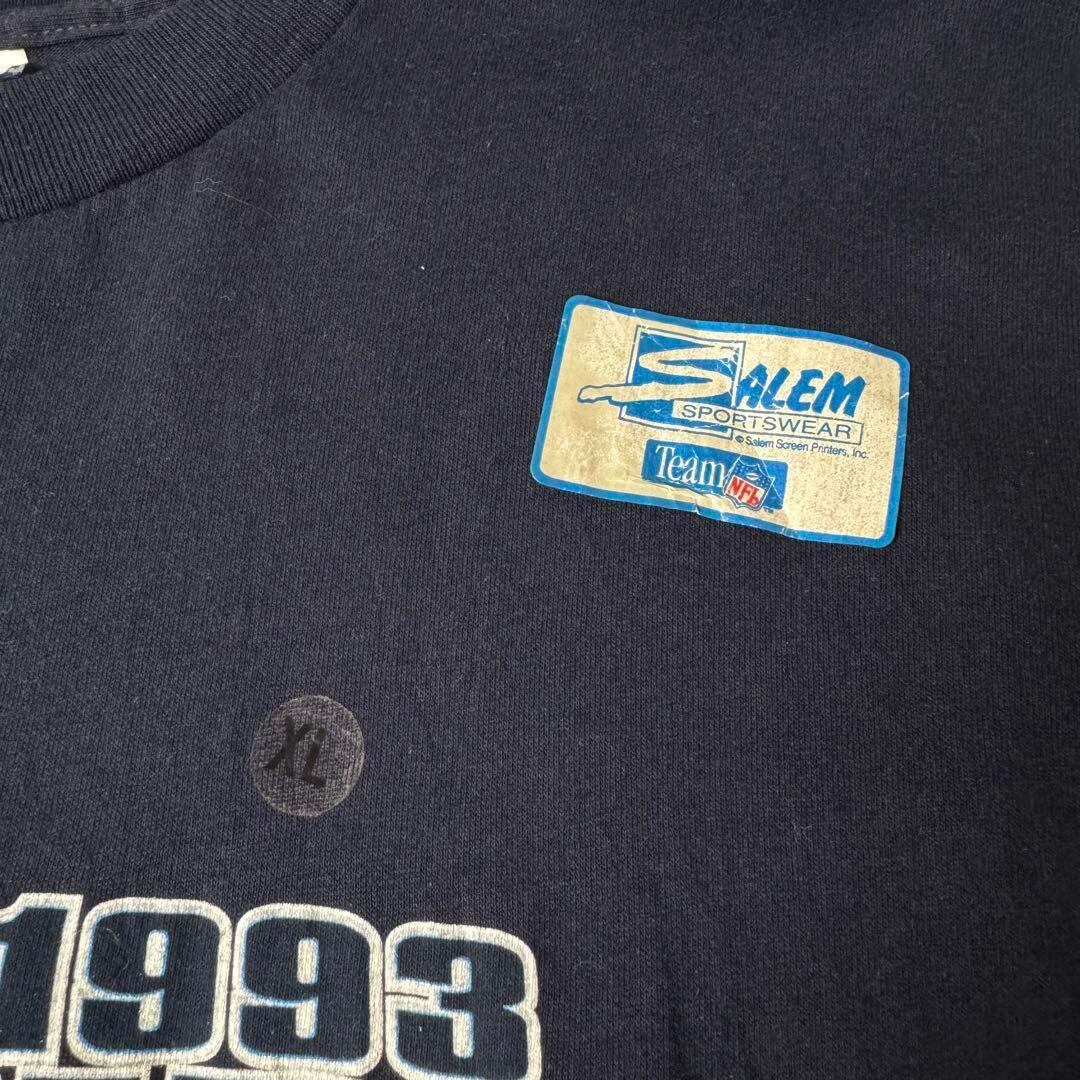 SALEM
SPORTSWEAR
© Salem Screen Printers, Inc.
Team NFL
XL
1993